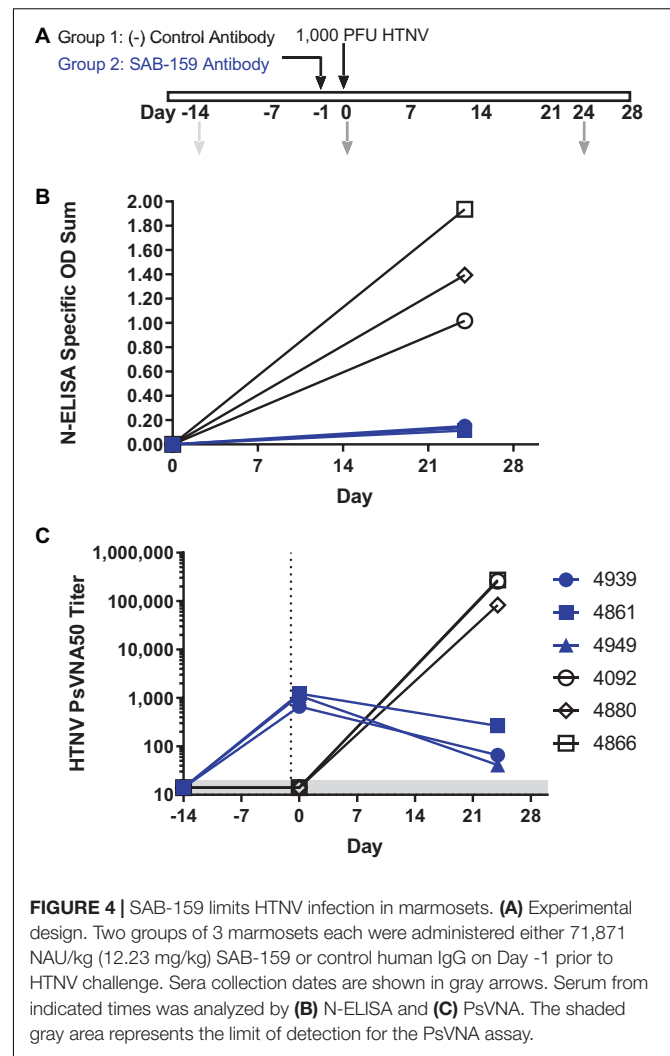 A Group 1: (-) Control Antibody 1,000 PFU HTNV
Group 2: SAB-159 Antibody
Day -14 -7 -1 0 7 14 21 24 28
B
N-ELISA Specific OD Sum
2.00
1.80
1.60
1.40
1.20
1.00
0.80
0.60
0.40
0.20
0.00
0 7 14 21 28
Day
C
HTNV PsVNA50 Titer
1,000,000
100,000
10,000
1,000
100
10
-14 -7 0 7 14 21 28
Day
4939
4861
4949
4092
4880
4866
FIGURE 4 | SAB-159 limits HTNV infection in marmosets. (A) Experimental
design. Two groups of 3 marmosets each were administered either 71,871
NAU/kg (12.23 mg/kg) SAB-159 or control human IgG on Day -1 prior to
HTNV challenge. Sera collection dates are shown in gray arrows. Serum from
indicated times was analyzed by (B) N-ELISA and (C) PsVNA. The shaded
gray area represents the limit of detection for the PsVNA assay.